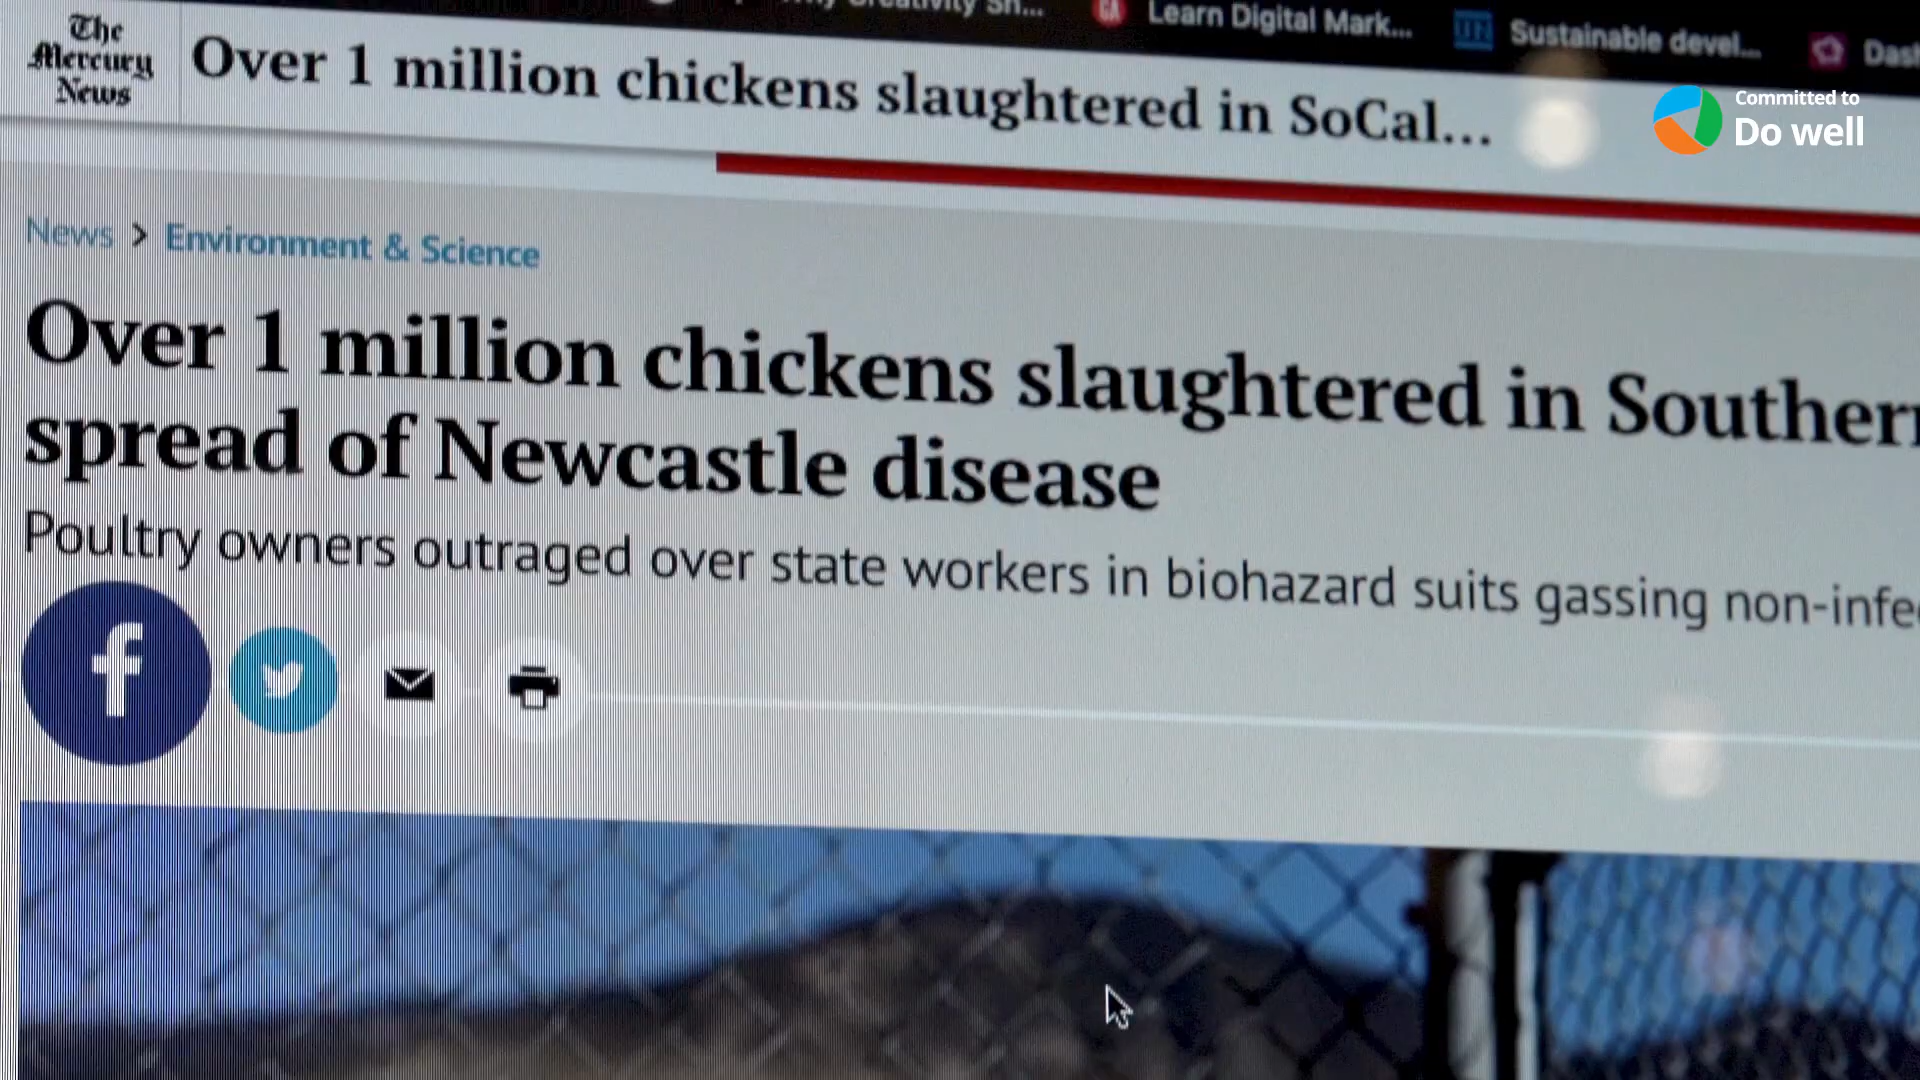 Learn Digital Mark...
Sustainable devel...
The
Mercury
News
Over 1 million chickens slaughtered in SoCal...
Committed to
Do well
News > Environment & Science
Over 1 million chickens slaughtered in Southern
spread of Newcastle disease
Poultry owners outraged over state workers in biohazard suits gassing non-infe